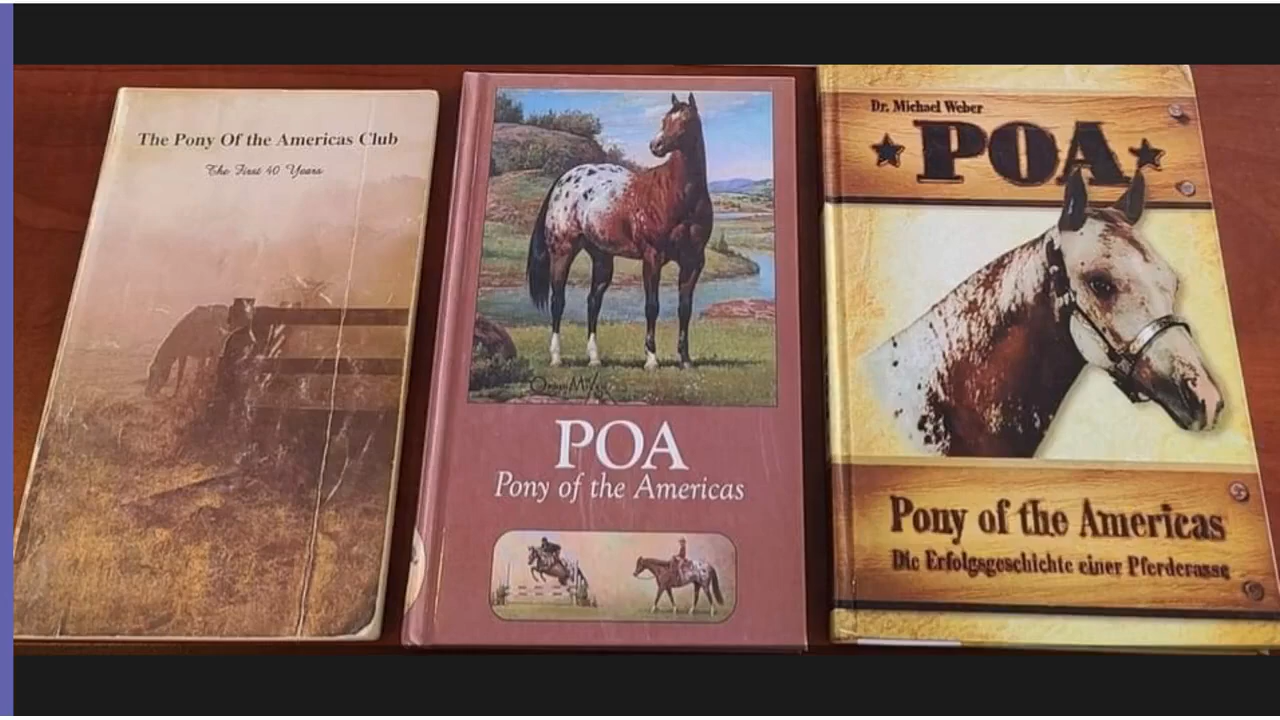 The Pony Of the Americas Club
The First 40 Years
POA
Pony of the Americas
Dr. Michael Weber
POA
Pony of the Americas
Die Erfolgsgeschichte einer Pferderasse